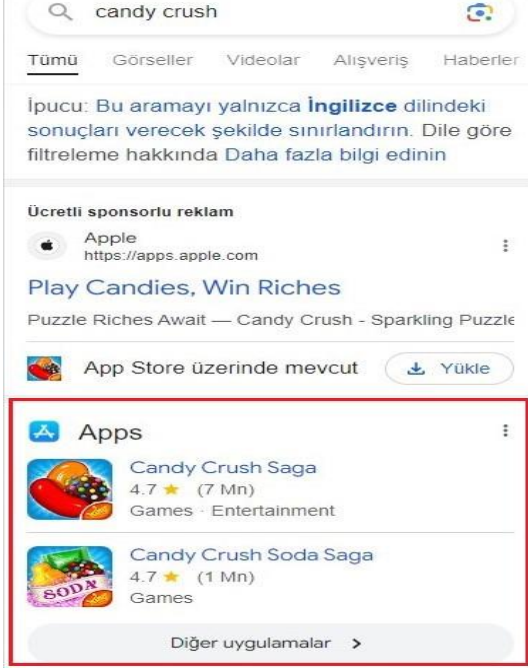 candy crush
Tümü Görseller Videolar Alışveriş Haberler
İpucu: Bu aramayı yalnızca İngilizce dilindeki
sonuçları verecek şekilde sınırlandırın. Dile göre
filtreleme hakkında Daha fazla bilgi edinin
Ücretli sponsorlu reklam
Apple
https://apps.apple.com
Play Candies, Win Riches
Puzzle Riches Await — Candy Crush - Sparkling Puzzle
App Store üzerinde mevcut Yükle
Apps
Candy Crush Saga
4.7 ★ (7 Mn)
Games · Entertainment
Candy Crush Soda Saga
4.7 ★ (1 Mn)
SODA
Games
Diğer uygulamalar >